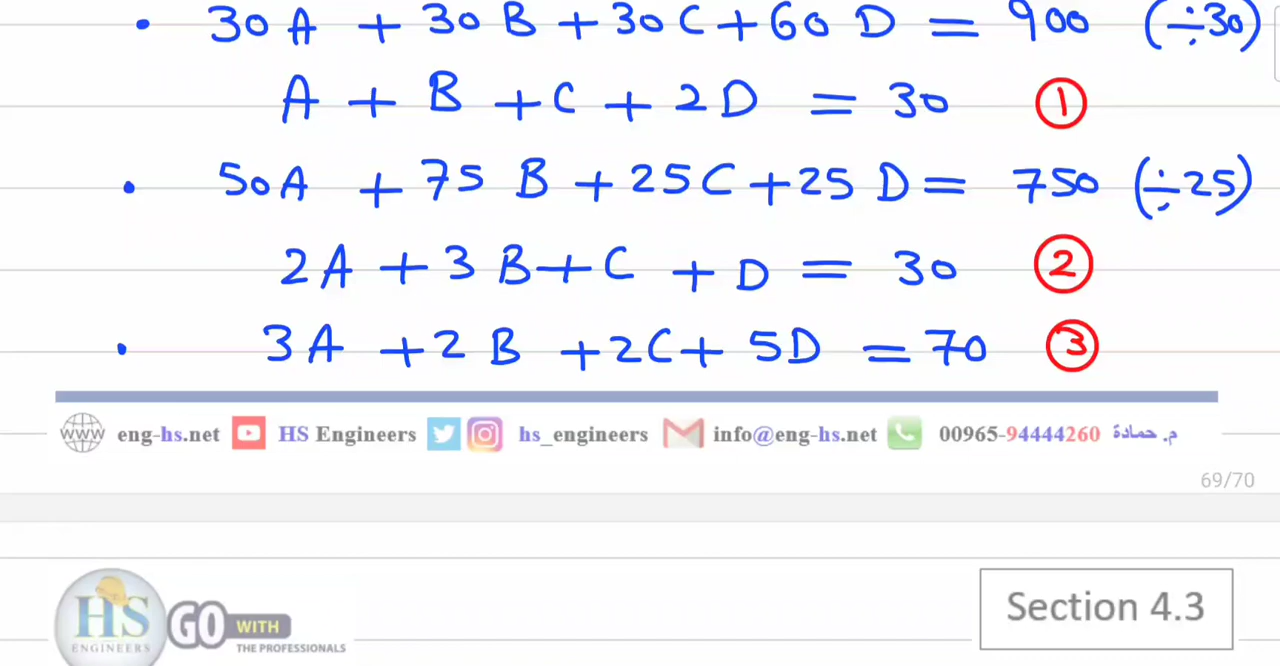 • 30A + 30B + 30C + 60D = 900 (÷30)
A + B + C + 2D = 30 ①
• 50A + 75B + 25C + 25D = 750 (÷25)
2A + 3B + C + D = 30 ②
• 3A + 2B + 2C + 5D = 70 ③
www eng-hs.net HS Engineers hs_engineers info@eng-hs.net 00965-94444260 م. حمادة
69/70
HS ENGINEERS GO WITH THE PROFESSIONALS
Section 4.3